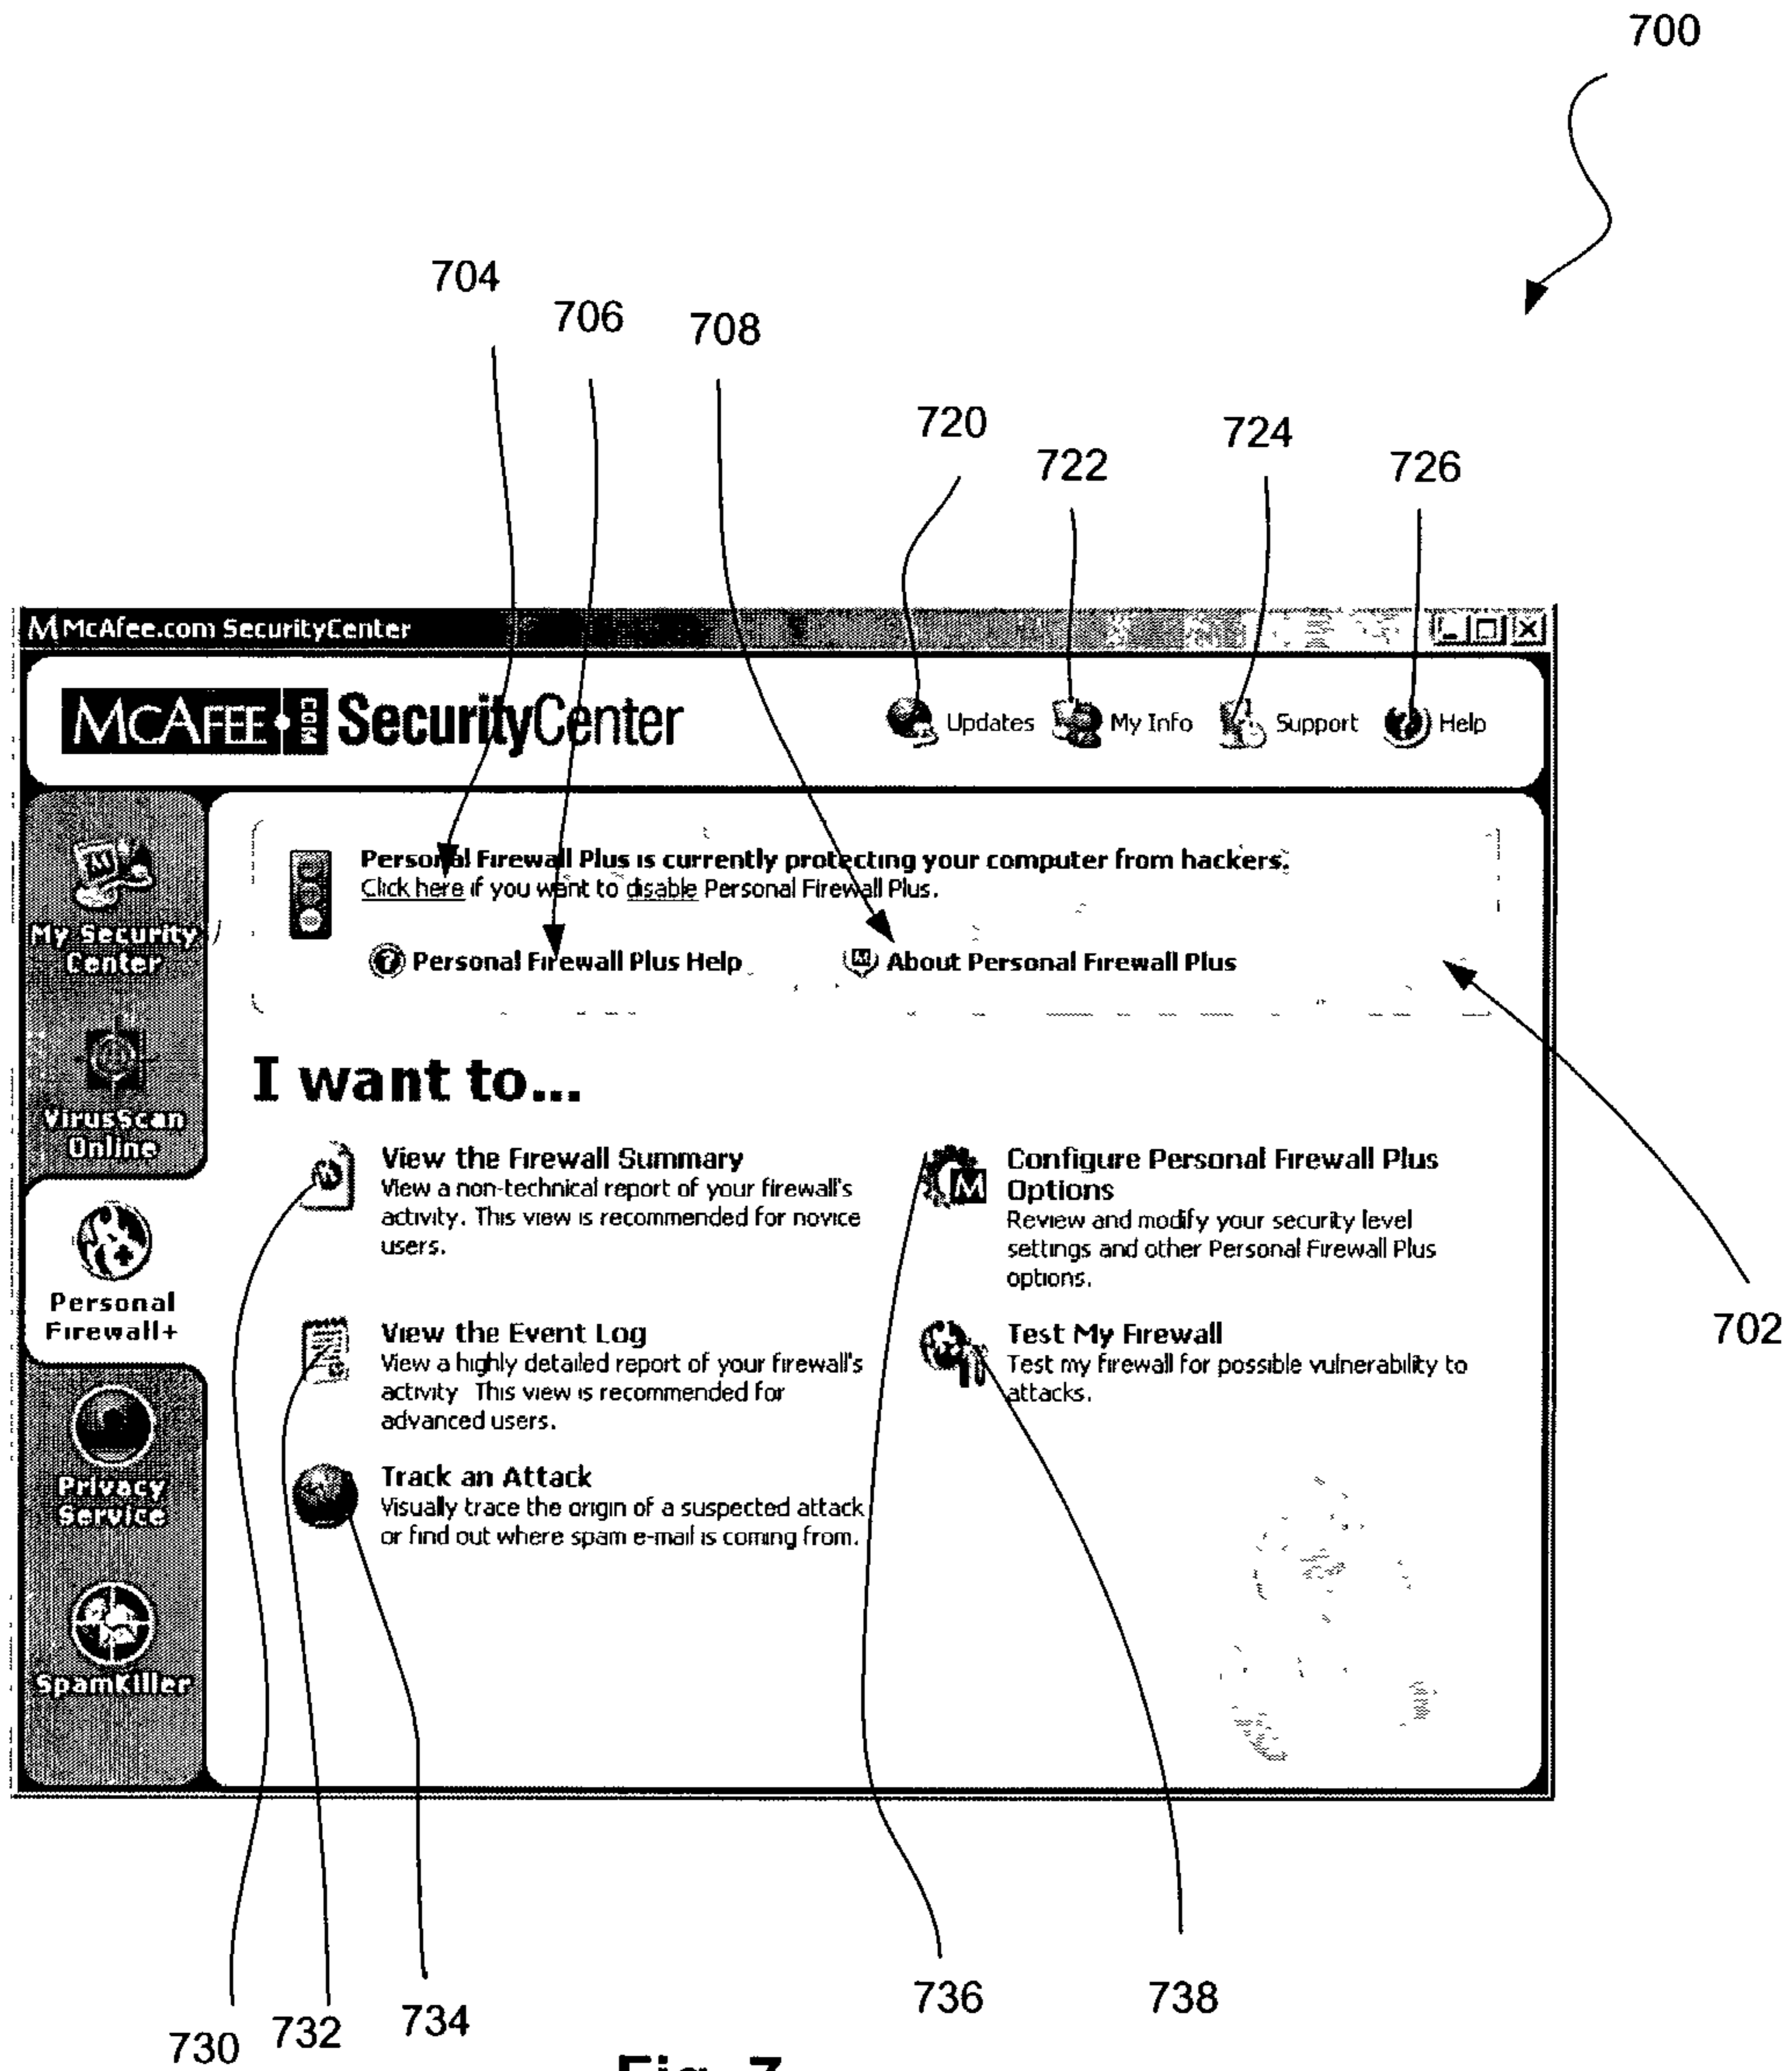 700
704
706
708
720
722
724
726
McAfee.com SecurityCenter
McAFEE.COM SecurityCenter
Updates
My Info
Support
Help
My Security Center
VirusScan Online
Personal Firewall+
Privacy Service
SpamKiller
Personal Firewall Plus is currently protecting your computer from hackers.
Click here if you want to disable Personal Firewall Plus.
Personal Firewall Plus Help
About Personal Firewall Plus
702
I want to...
View the Firewall Summary
View a non-technical report of your firewall's
activity. This view is recommended for novice
users.
View the Event Log
View a highly detailed report of your firewall's
activity This view is recommended for
advanced users.
Track an Attack
Visually trace the origin of a suspected attack
or find out where spam e-mail is coming from.
Configure Personal Firewall Plus
Options
Review and modify your security level
settings and other Personal Firewall Plus
options.
Test My Firewall
Test my firewall for possible vulnerability to
attacks.
730
732
734
736
738
Fig. 7